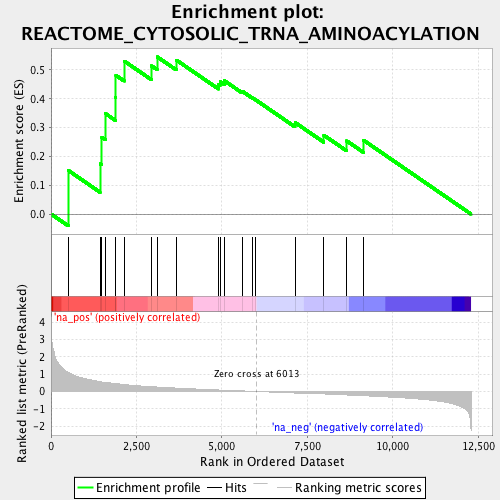 Enrichment plot:
REACTOME_CYTOSOLIC_TRNA_AMINOACYLATION
Enrichment score (ES)
0.5
0.4
0.3
0.2
0.1
0.0
'na_pos' (positively correlated)
Ranked list metric (PreRanked)
4
3
2
1
0
-1
-2
Zero cross at 6013
'na_neg' (negatively correlated)
0
2,500
5,000
7,500
10,000
12,500
Rank in Ordered Dataset
Enrichment profile
Hits
Ranking metric scores